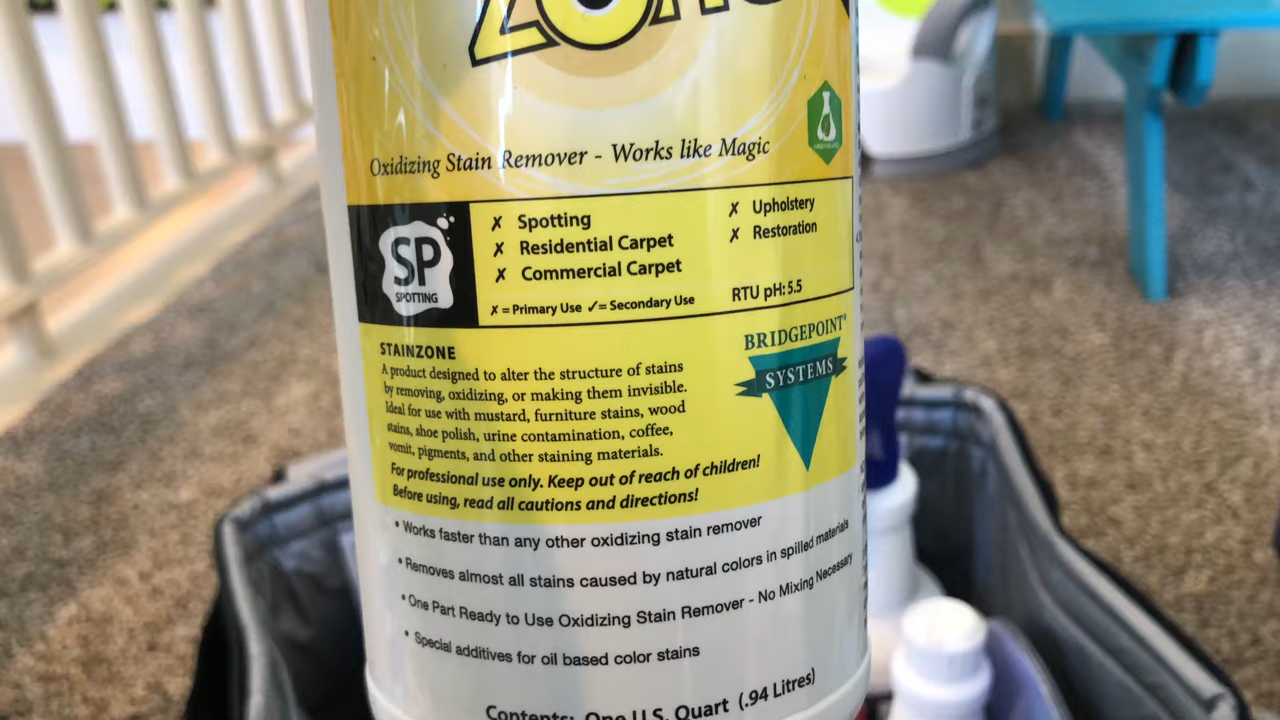 Oxidizing Stain Remover - Works like Magic
SP
SPOTTING
✗ Spotting
✗ Residential Carpet
✗ Commercial Carpet
✗ Upholstery
✗ Restoration
✗ = Primary Use ✓= Secondary Use
RTU pH: 5.5
BRIDGEPOINT®
SYSTEMS
STAINZONE
A product designed to alter the structure of stains
by removing, oxidizing, or making them invisible.
Ideal for use with mustard, furniture stains, wood
stains, shoe polish, urine contamination, coffee,
vomit, pigments, and other staining materials.
For professional use only. Keep out of reach of children!
Before using, read all cautions and directions!
• Works faster than any other oxidizing stain remover
• Removes almost all stains caused by natural colors in spilled materials
• One Part Ready to Use Oxidizing Stain Remover - No Mixing Necessary
• Special additives for oil based color stains
Contents: One U.S. Quart (.94 Litres)